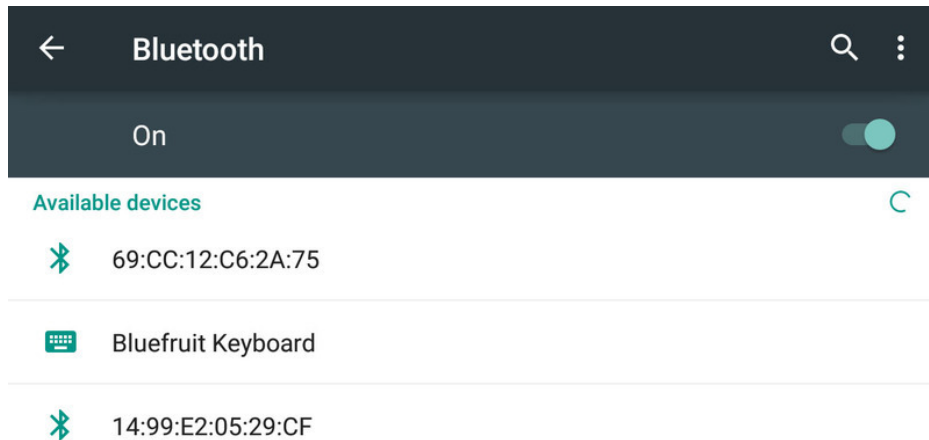 Bluetooth
On
Available devices
69:CC:12:C6:2A:75
Bluefruit Keyboard
14:99:E2:05:29:CF